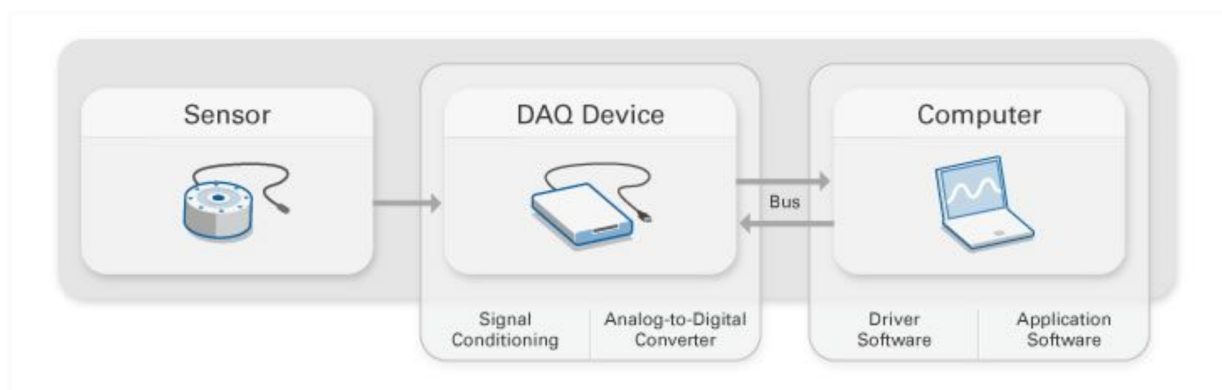 Sensor
DAQ Device
Computer
Bus
Signal
Conditioning
Analog-to-Digital
Converter
Driver
Software
Application
Software